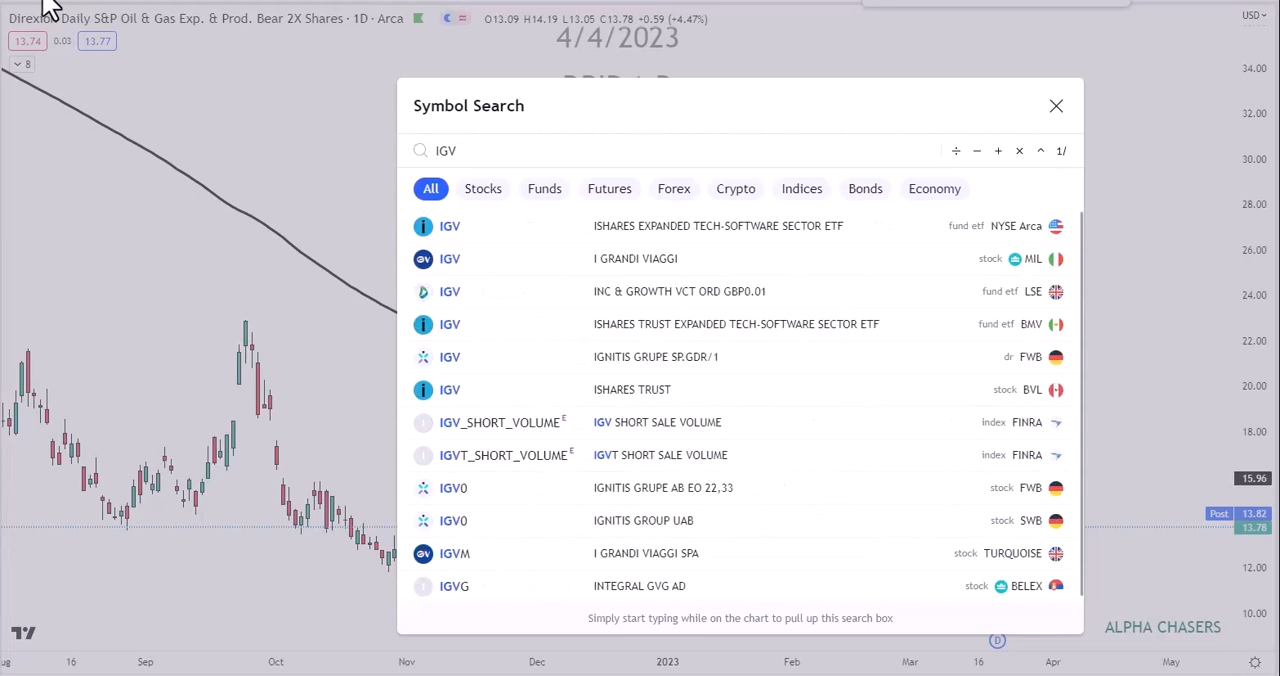 Direxion Daily S&P Oil & Gas Exp. & Prod. Bear 2X Shares · 1D · Arca O13.09 H14.19 L13.05 C13.78 +0.59 (+4.47%) USD
13.74 0.03 13.77
4/4/2023
8
34.00
32.00
30.00
28.00
26.00
24.00
22.00
20.00
18.00
15.96
Post 13.82
13.78
12.00
10.00
Symbol Search
IGV ÷ − + × ^ 1/
All Stocks Funds Futures Forex Crypto Indices Bonds Economy
IGV ISHARES EXPANDED TECH-SOFTWARE SECTOR ETF fund etf NYSE Arca
IGV I GRANDI VIAGGI stock MIL
IGV INC & GROWTH VCT ORD GBP0.01 fund etf LSE
IGV ISHARES TRUST EXPANDED TECH-SOFTWARE SECTOR ETF fund etf BMV
IGV IGNITIS GRUPE SP.GDR/1 dr FWB
IGV ISHARES TRUST stock BVL
IGV_SHORT_VOLUME E IGV SHORT SALE VOLUME index FINRA
IGVT_SHORT_VOLUME E IGVT SHORT SALE VOLUME index FINRA
IGV0 IGNITIS GRUPE AB EO 22,33 stock FWB
IGV0 IGNITIS GROUP UAB stock SWB
IGVM I GRANDI VIAGGI SPA stock TURQUOISE
IGVG INTEGRAL GVG AD stock BELEX
Simply start typing while on the chart to pull up this search box
ALPHA CHASERS
D
16 Sep Oct Nov Dec 2023 Feb Mar 16 Apr May